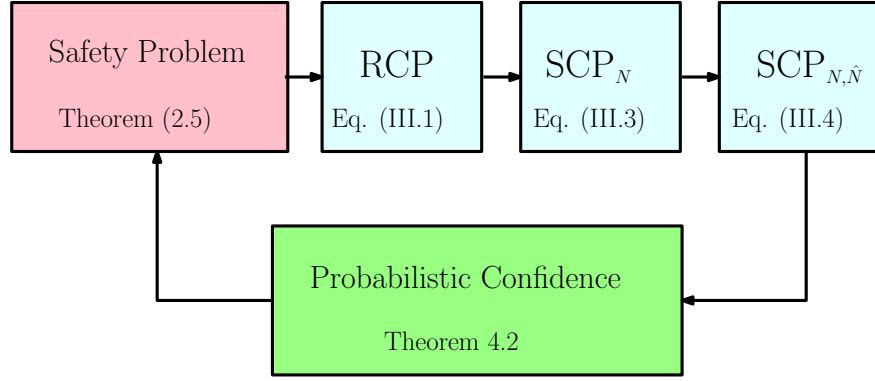 Safety Problem
Theorem (2.5)
RCP
Eq. (III.1)
SCP_N
Eq. (III.3)
SCP_{N,N̂}
Eq. (III.4)
Probabilistic Confidence
Theorem 4.2